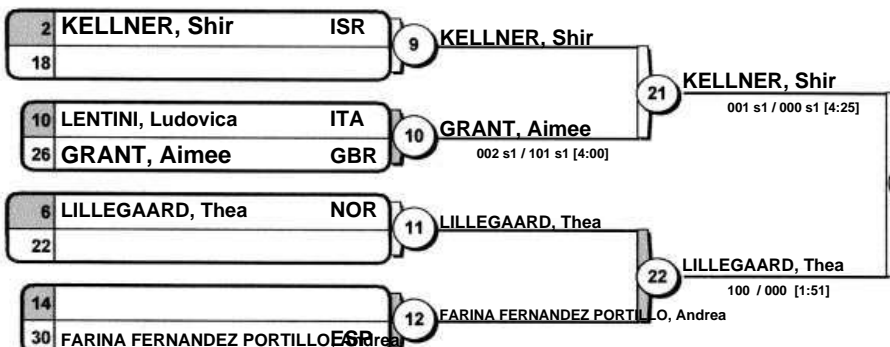 2 KELLNER, Shir ISR
18
9 KELLNER, Shir
10 LENTINI, Ludovica ITA
26 GRANT, Aimee GBR
10 GRANT, Aimee
002 s1 / 101 s1 [4:00]
21 KELLNER, Shir
001 s1 / 000 s1 [4:25]
6 LILLEGAARD, Thea NOR
22
11 LILLEGAARD, Thea
14
30 FARINA FERNANDEZ PORTILLO, Andrea ESP
12 FARINA FERNANDEZ PORTILLO, Andrea
22 LILLEGAARD, Thea
100 / 000 [1:51]